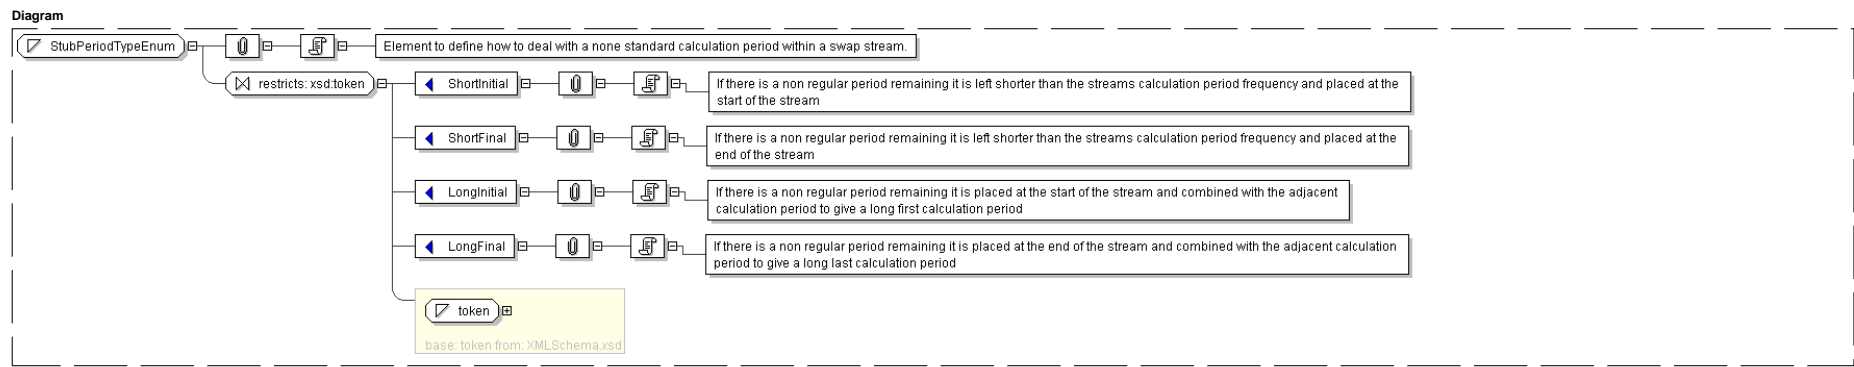 Diagram
StubPeriodTypeEnum
Element to define how to deal with a none standard calculation period within a swap stream.
restricts: xsd:token
ShortInitial
If there is a non regular period remaining it is left shorter than the streams calculation period frequency and placed at the
start of the stream
ShortFinal
If there is a non regular period remaining it is left shorter than the streams calculation period frequency and placed at the
end of the stream
LongInitial
If there is a non regular period remaining it is placed at the start of the stream and combined with the adjacent
calculation period to give a long first calculation period
LongFinal
If there is a non regular period remaining it is placed at the end of the stream and combined with the adjacent calculation
period to give a long last calculation period
token
base: token from: XMLSchema.xsd